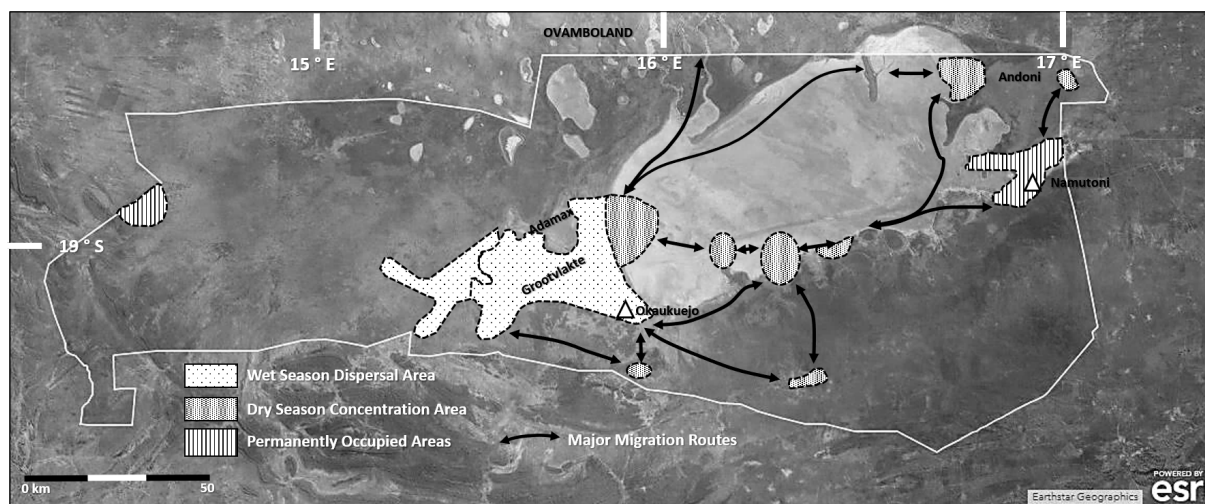 OVAMBOLAND
15 ° E
16 ° E
17 ° E
Andoni
Namutoni
19 ° S
Adamax
Grootvlakte
Okaukuejo
Wet Season Dispersal Area
Dry Season Concentration Area
Permanently Occupied Areas
Major Migration Routes
0 km 50
Earthstar Geographics
POWERED BY
esri